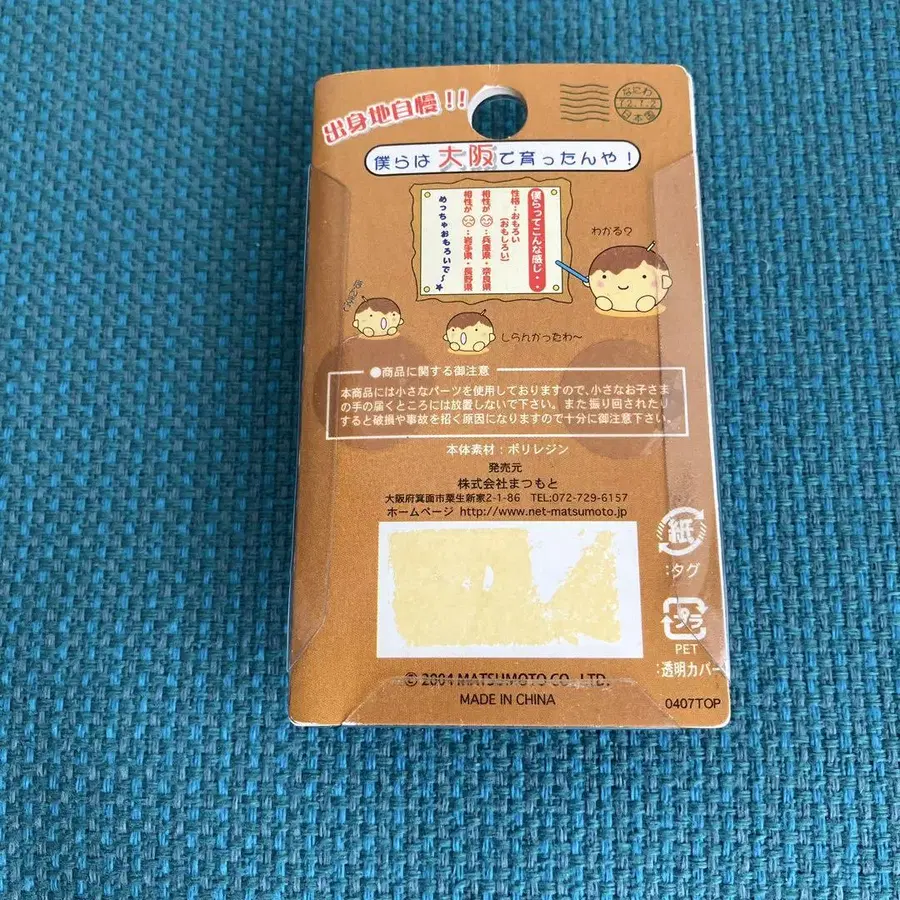 出身地自慢!!
なにわ
12.1.2
日本国
僕らは大阪で育ったんや!
僕らってこんな感じ・・
性格…おもろい
(おもしろい)
相性が…兵庫県・奈良県
相性が…岩手県・長野県
めっちゃおもろいで〜★
わかる?
しらんかったわ〜
●商品に関する御注意
本商品には小さなパーツを使用しておりますので、小さなお子さま
の手の届くところには放置しないで下さい。また振り回されたり
すると破損や事故を招く原因になりますので十分に御注意下さい。
本体素材：ポリレジン
発売元
株式会社まつもと
大阪府箕面市粟生新家2-1-86 TEL:072-729-6157
ホームページ http://www.net-matsumoto.jp
紙
:タグ
プラ
PET
:透明カバー
© 2004 MATSUMOTO CO., LTD.
MADE IN CHINA
0407TOP